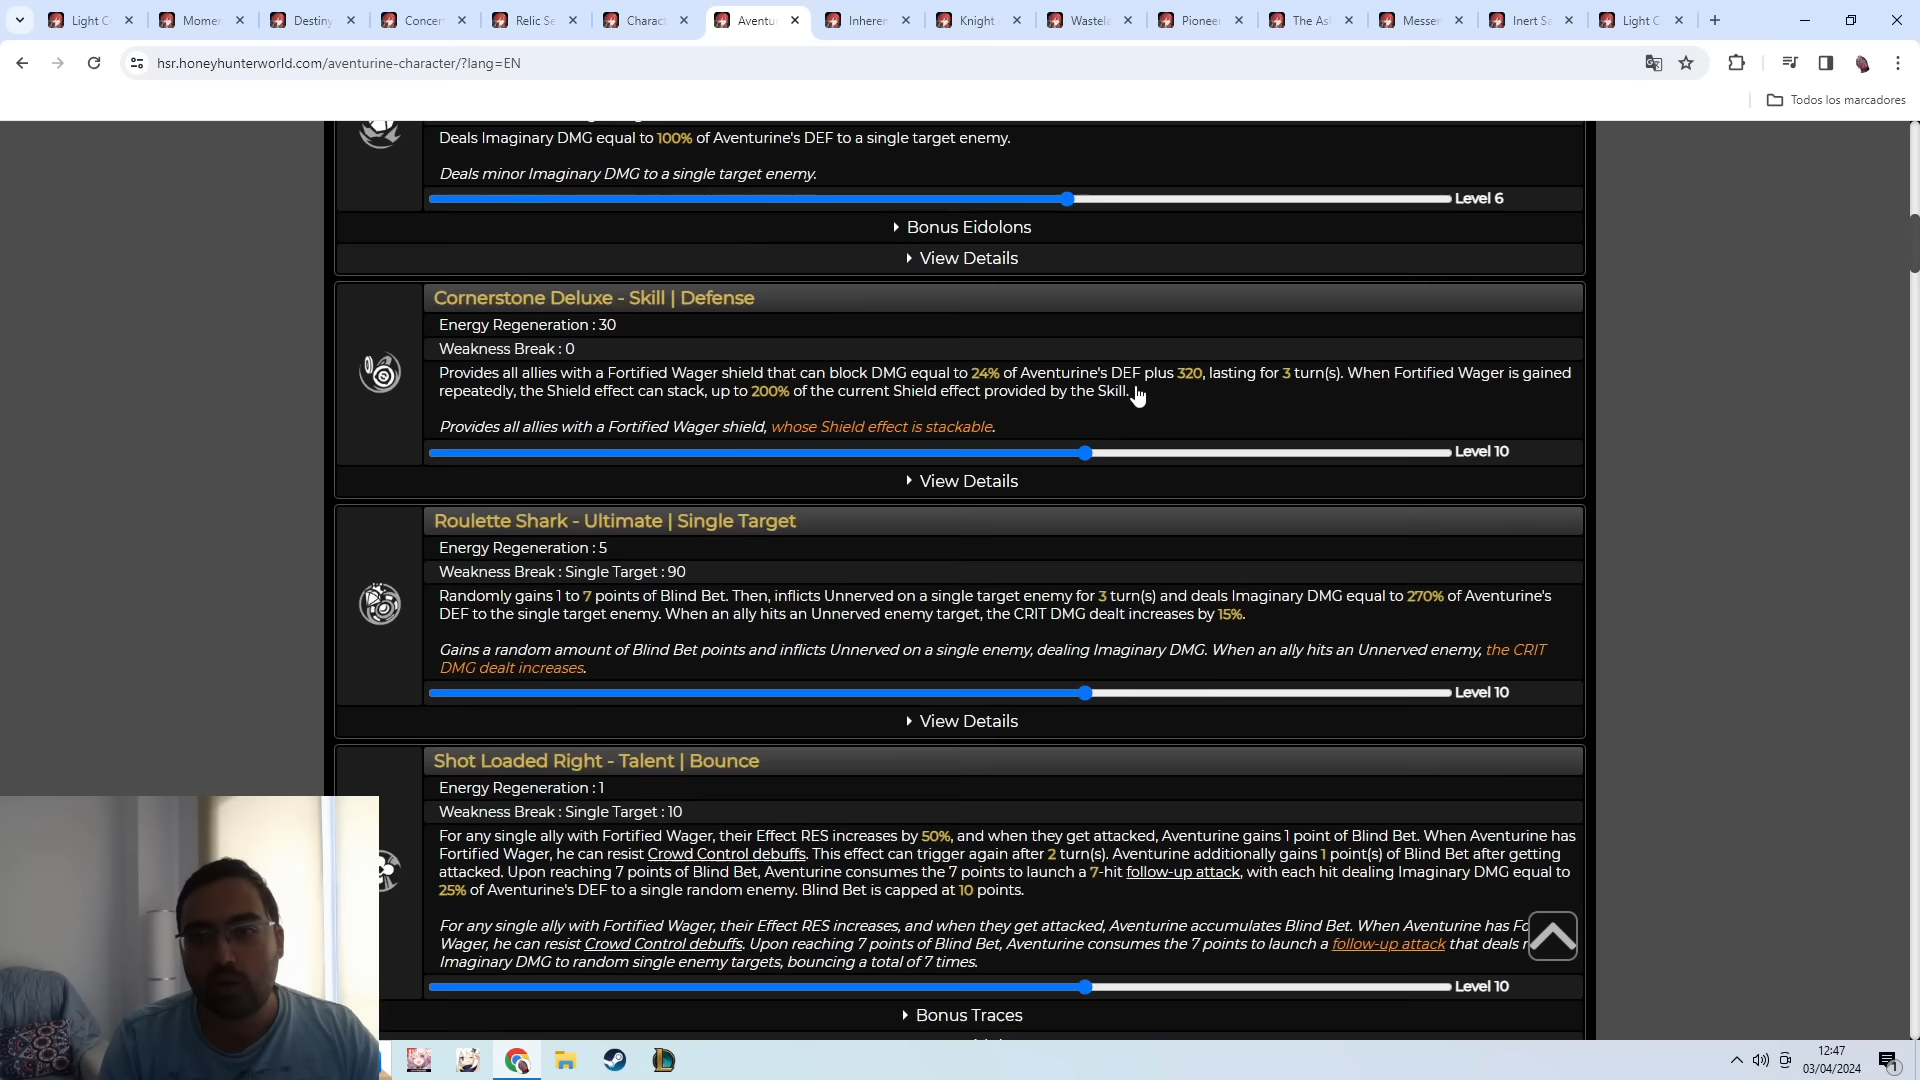 Light C
Momen
Destiny
Concer
Relic Se
Charact
Aventu
Inheren
Knight
Wastela
Pioneer
The As
Messer
Inert Sa
Light C
hsr.honeyhunterworld.com/aventurine-character/?lang=EN
Todos los marcadores
Deals Imaginary DMG equal to 100% of Aventurine's DEF to a single target enemy.
Deals minor Imaginary DMG to a single target enemy.
Level 6
Bonus Eidolons
View Details
Cornerstone Deluxe - Skill | Defense
Energy Regeneration : 30
Weakness Break : 0
Provides all allies with a Fortified Wager shield that can block DMG equal to 24% of Aventurine's DEF plus 320, lasting for 3 turn(s). When Fortified Wager is gained
repeatedly, the Shield effect can stack, up to 200% of the current Shield effect provided by the Skill.
Provides all allies with a Fortified Wager shield, whose Shield effect is stackable.
Level 10
View Details
Roulette Shark - Ultimate | Single Target
Energy Regeneration : 5
Weakness Break : Single Target : 90
Randomly gains 1 to 7 points of Blind Bet. Then, inflicts Unnerved on a single target enemy for 3 turn(s) and deals Imaginary DMG equal to 270% of Aventurine's
DEF to the single target enemy. When an ally hits an Unnerved enemy target, the CRIT DMG dealt increases by 15%.
Gains a random amount of Blind Bet points and inflicts Unnerved on a single enemy, dealing Imaginary DMG. When an ally hits an Unnerved enemy, the CRIT
DMG dealt increases.
Level 10
View Details
Shot Loaded Right - Talent | Bounce
Energy Regeneration : 1
Weakness Break : Single Target : 10
For any single ally with Fortified Wager, their Effect RES increases by 50%, and when they get attacked, Aventurine gains 1 point of Blind Bet. When Aventurine has
Fortified Wager, he can resist Crowd Control debuffs. This effect can trigger again after 2 turn(s). Aventurine additionally gains 1 point(s) of Blind Bet after getting
attacked. Upon reaching 7 points of Blind Bet, Aventurine consumes the 7 points to launch a 7-hit follow-up attack, with each hit dealing Imaginary DMG equal to
25% of Aventurine's DEF to a single random enemy. Blind Bet is capped at 10 points.
For any single ally with Fortified Wager, their Effect RES increases, and when they get attacked, Aventurine accumulates Blind Bet. When Aventurine has Fo
Wager, he can resist Crowd Control debuffs. Upon reaching 7 points of Blind Bet, Aventurine consumes the 7 points to launch a follow-up attack that deals
Imaginary DMG to random single enemy targets, bouncing a total of 7 times.
Level 10
Bonus Traces
12:47
03/04/2024
1